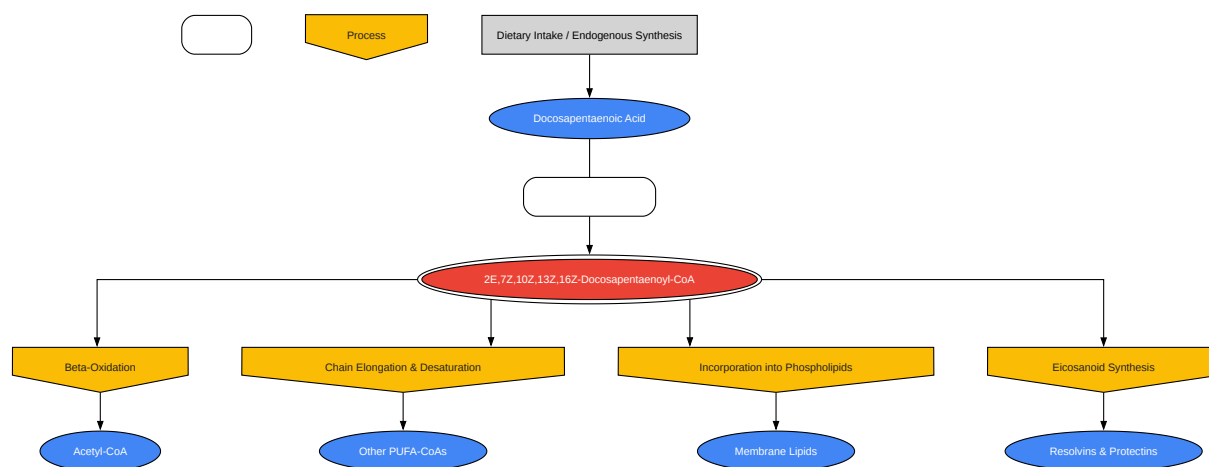 Process
Dietary Intake / Endogenous Synthesis
Docosapentaenoic Acid
2E,7Z,10Z,13Z,16Z-Docosapentaenoyl-CoA
Beta-Oxidation
Chain Elongation & Desaturation
Incorporation into Phospholipids
Eicosanoid Synthesis
Acetyl-CoA
Other PUFA-CoAs
Membrane Lipids
Resolvins & Protectins